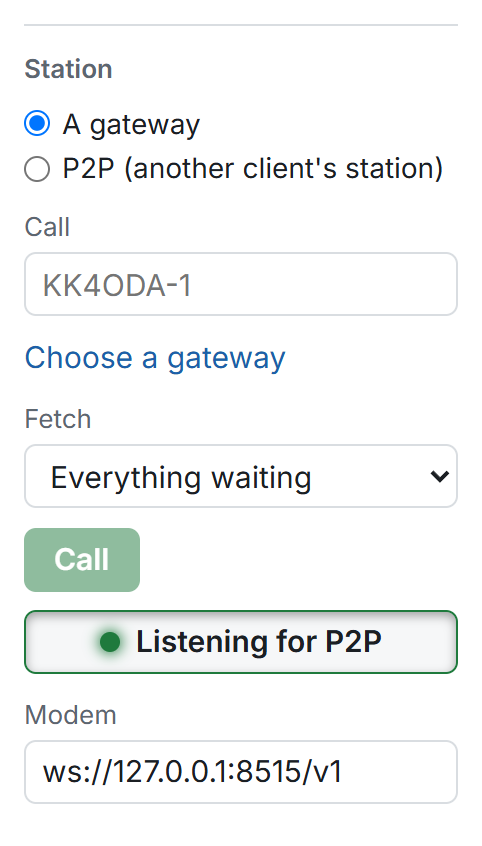 Station
A gateway
P2P (another client's station)
Call
KK4ODA-1
Choose a gateway
Fetch
Everything waiting
Call
Listening for P2P
Modem
ws://127.0.0.1:8515/v1